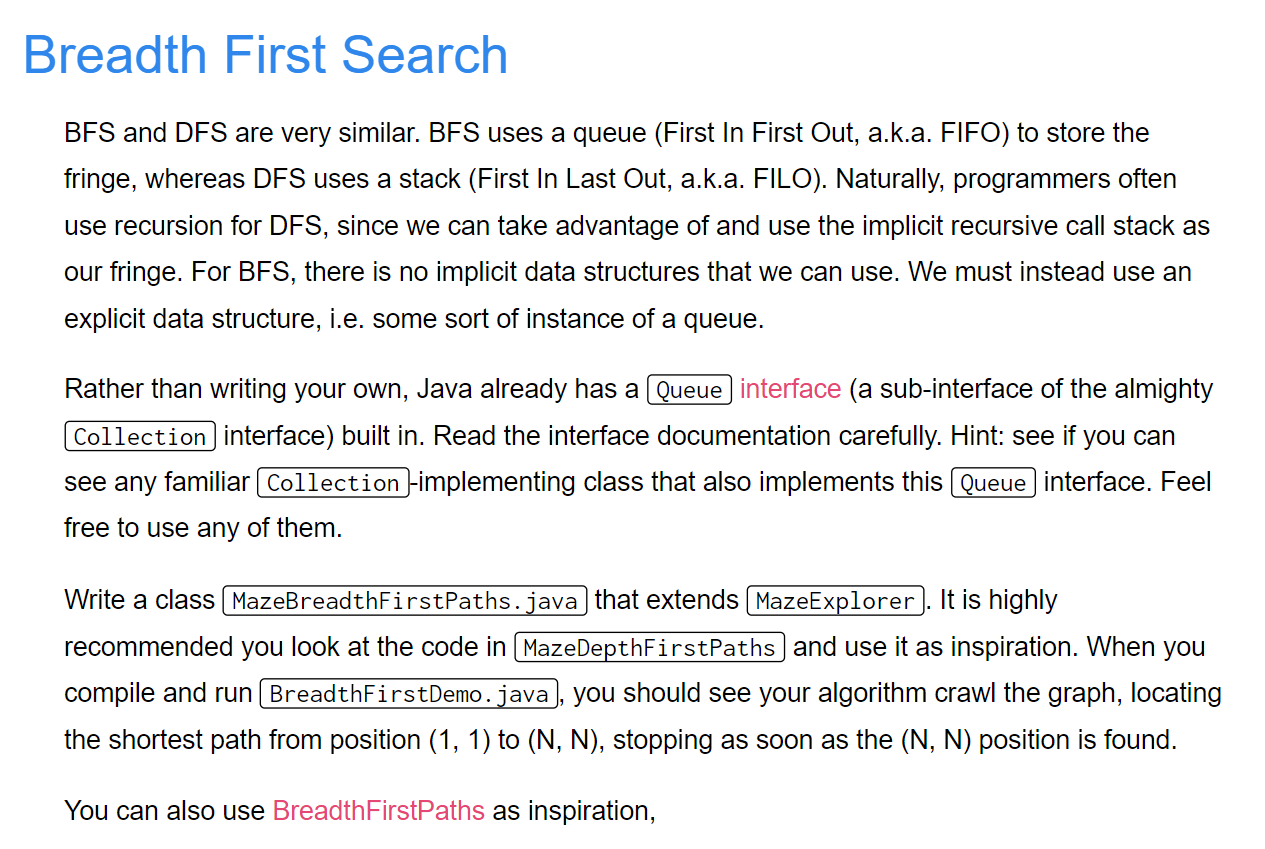 Breadth First Search
BFS and DFS are very similar. BFS uses a queue (First In First Out, a.k.a. FIFO) to store the
fringe, whereas DFS uses a stack (First In Last Out, a.k.a. FILO). Naturally, programmers often
use recursion for DFS, since we can take advantage of and use the implicit recursive call stack as
our fringe. For BFS, there is no implicit data structures that we can use. We must instead use an
explicit data structure, i.e. some sort of instance of a queue.
Rather than writing your own, Java already has a Queue interface (a sub-interface of the almighty
Collection interface) built in. Read the interface documentation carefully. Hint: see if you can
see any familiar Collection-implementing class that also implements this Queue interface. Feel
free to use any of them.
Write a class MazeBreadthFirstPaths.java that extends MazeExplorer. It is highly
recommended you look at the code in MazeDepthFirstPaths and use it as inspiration. When you
compile and run BreadthFirstDemo.java, you should see your algorithm crawl the graph, locating
the shortest path from position (1, 1) to (N, N), stopping as soon as the (N, N) position is found.
You can also use BreadthFirstPaths as inspiration,